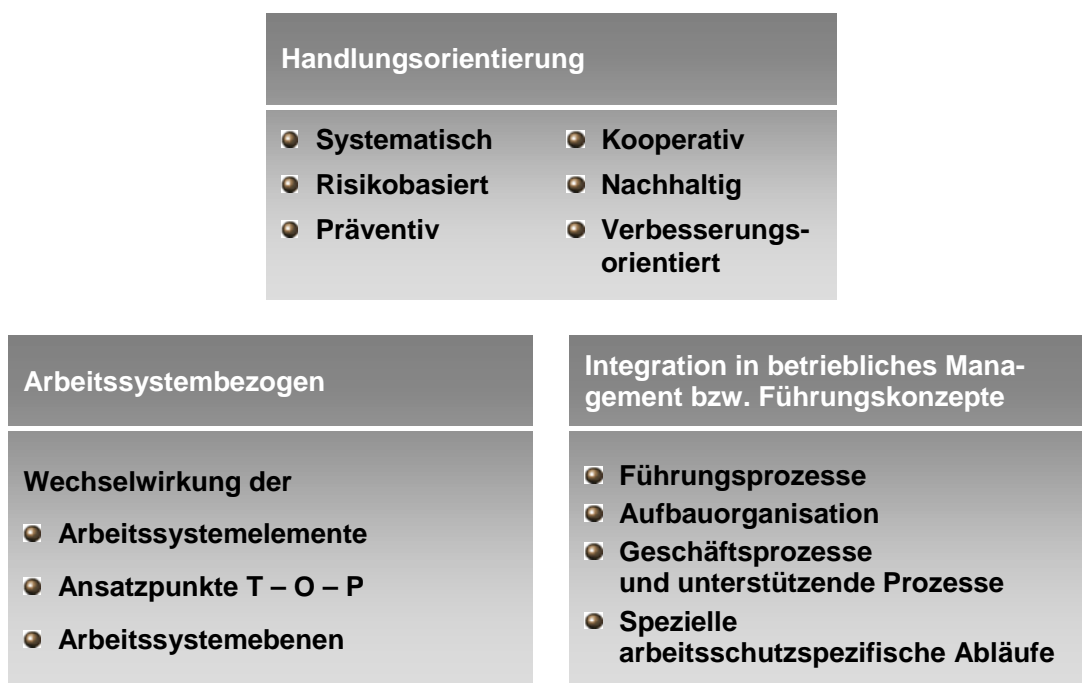 Handlungsorientierung
Systematisch
Risikobasiert
Präventiv
Kooperativ
Nachhaltig
Verbesserungs-
orientiert
Arbeitssystembezogen
Wechselwirkung der
Arbeitssystemelemente
Ansatzpunkte T – O – P
Arbeitssystemebenen
Integration in betriebliches Mana-
gement bzw. Führungskonzepte
Führungsprozesse
Aufbauorganisation
Geschäftsprozesse
und unterstützende Prozesse
Spezielle
arbeitsschutzspezifische Abläufe